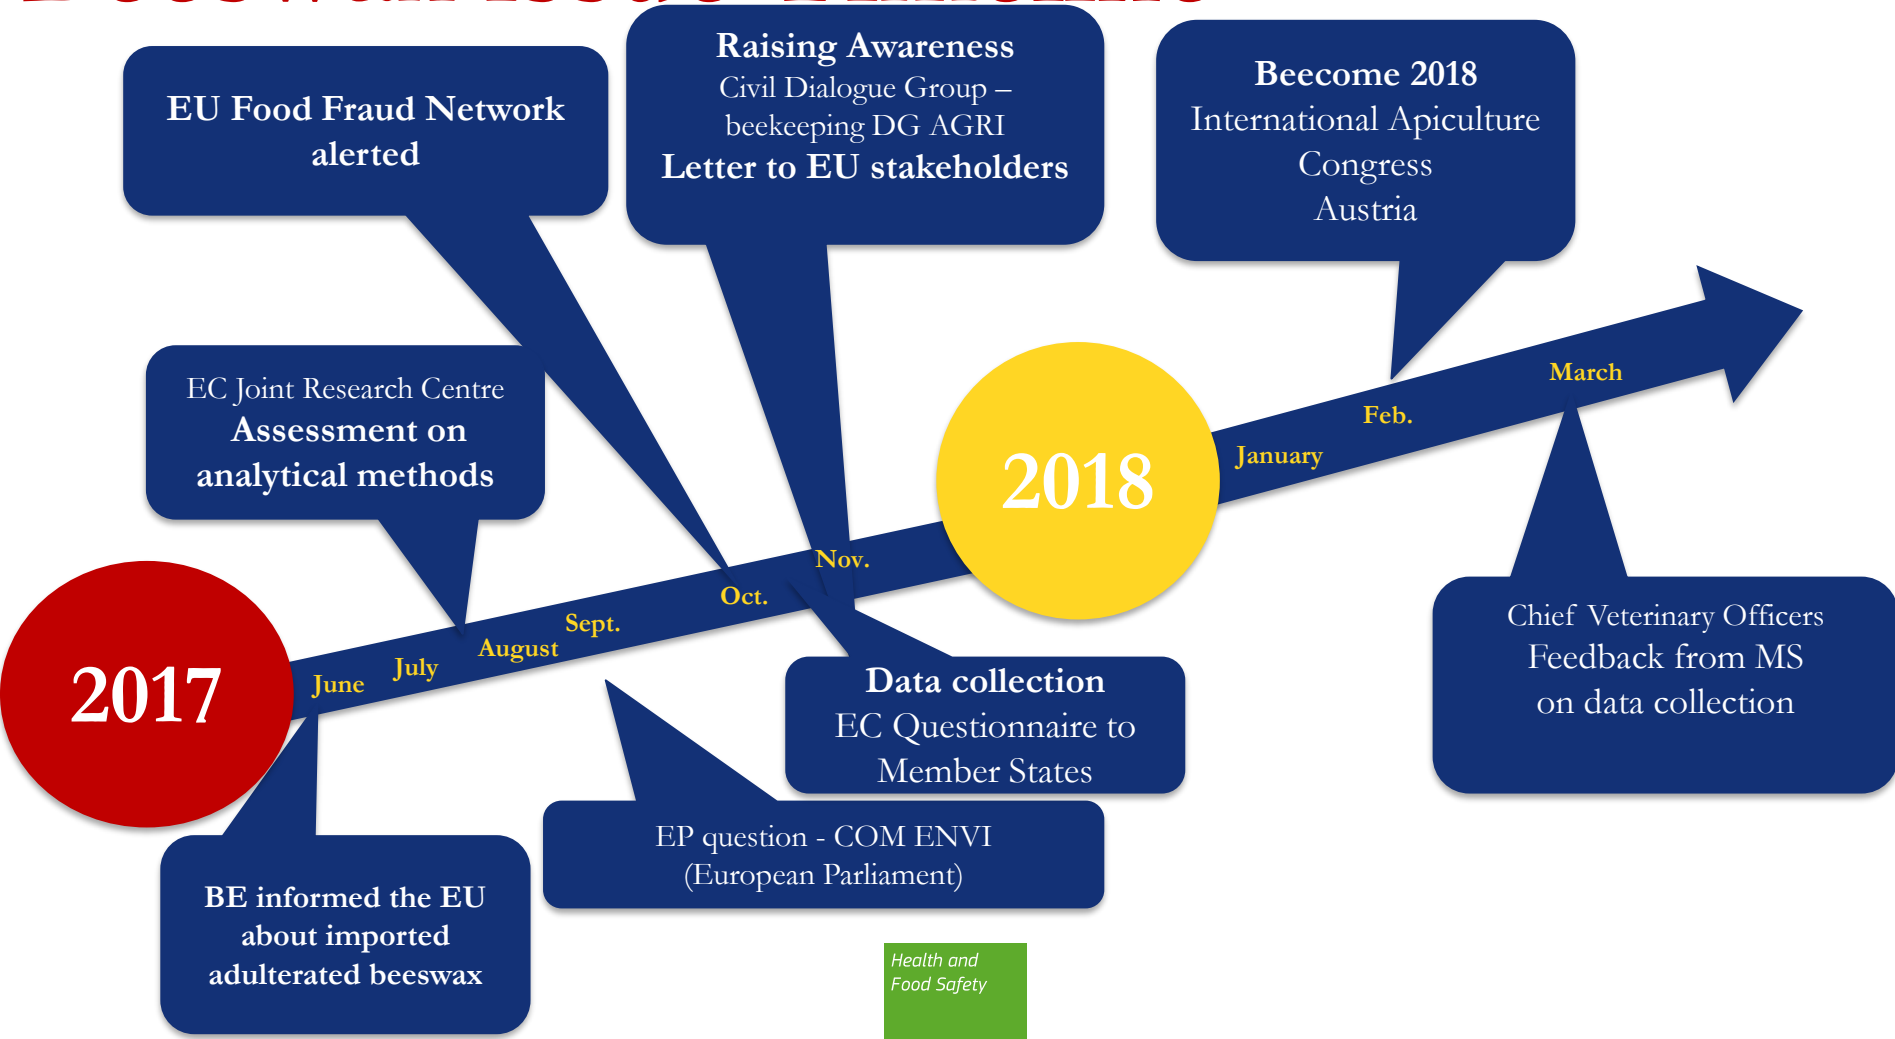 EU Food Fraud Network
alerted
Raising Awareness
Civil Dialogue Group –
beekeeping DG AGRI
Letter to EU stakeholders
Beecome 2018
International Apiculture
Congress
Austria
EC Joint Research Centre
Assessment on
analytical methods
2017
June
July
August
Sept.
Oct.
Nov.
2018
January
Feb.
March
BE informed the EU
about imported
adulterated beeswax
EP question - COM ENVI
(European Parliament)
Data collection
EC Questionnaire to
Member States
Chief Veterinary Officers
Feedback from MS
on data collection
Health and
Food Safety